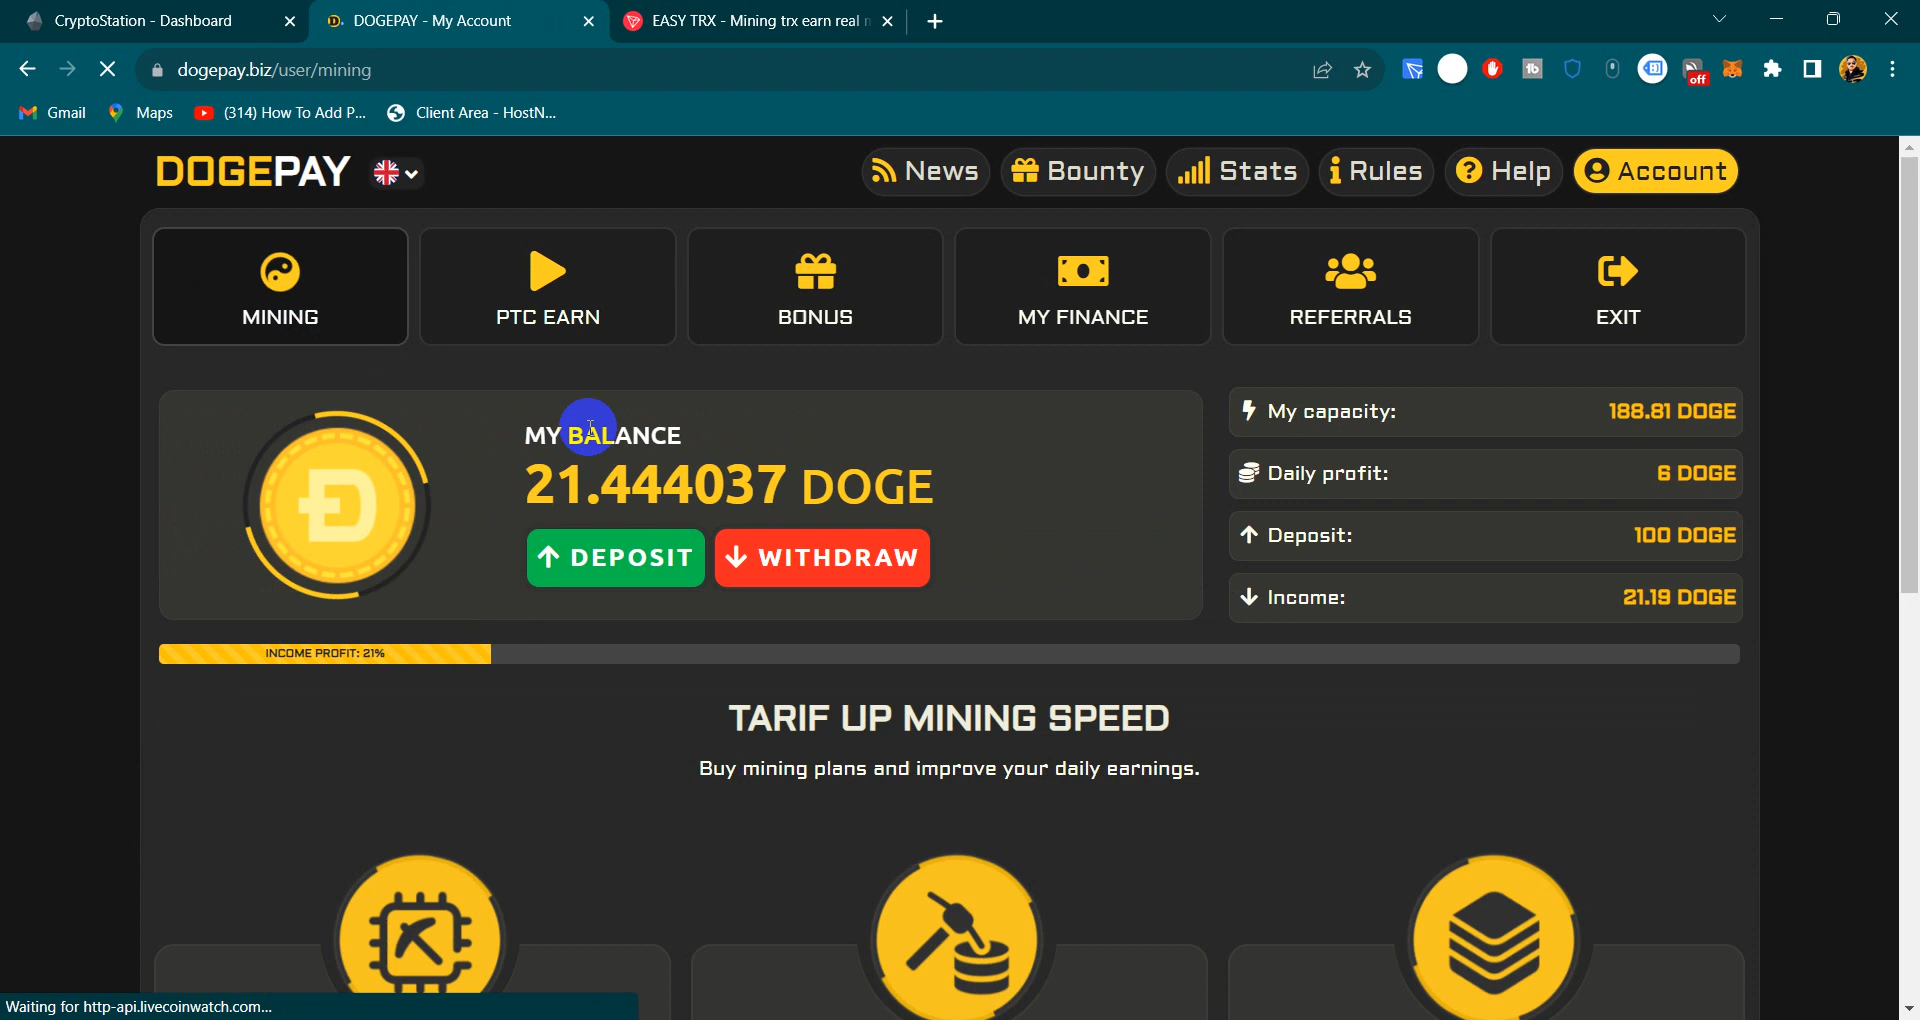 CryptoStation - Dashboard
DOGEPAY - My Account
EASY TRX - Mining trx earn real
dogepay.biz/user/mining
off
Gmail
Maps
(314) How To Add P...
Client Area - HostN...
DOGEPAY
News
Bounty
Stats
Rules
Help
Account
MINING
PTC EARN
BONUS
MY FINANCE
REFERRALS
EXIT
MY BALANCE
21.444037 DOGE
DEPOSIT
WITHDRAW
My capacity: 188.81 DOGE
Daily profit: 6 DOGE
Deposit: 100 DOGE
Income: 21.19 DOGE
INCOME PROFIT: 21%
TARIF UP MINING SPEED
Buy mining plans and improve your daily earnings.
Waiting for http-api.livecoinwatch.com...